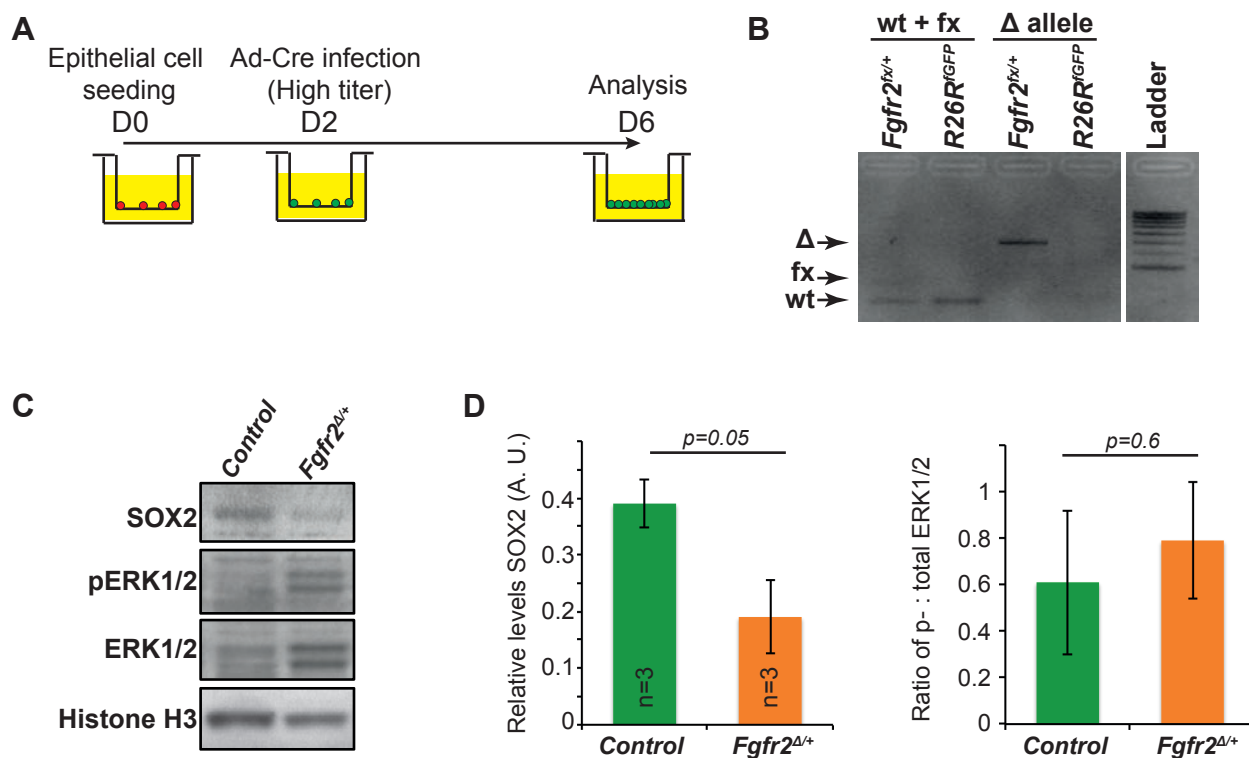 A
Epithelial cell
seeding
D0
Ad-Cre infection
(High titer)
D2
Analysis
D6
B
wt + fx
Δ allele
Fgfr2fx/+
R26RfGFP
Fgfr2fx/+
R26RfGFP
Ladder
Δ
fx
wt
C
Control
Fgfr2Δ/+
SOX2
pERK1/2
ERK1/2
Histone H3
D
Relative levels SOX2 (A. U.)
0.4
0.3
0.2
0.1
0
p=0.05
n=3
n=3
Control
Fgfr2Δ/+
Ratio of p- : total ERK1/2
1
0.8
0.6
0.4
0.2
0
p=0.6
Control
Fgfr2Δ/+